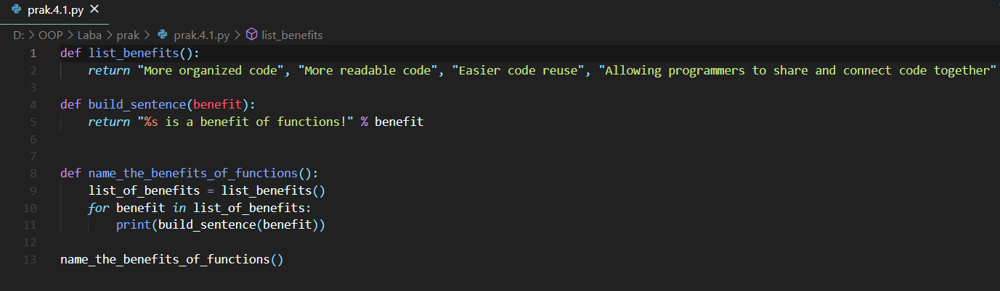 prak.4.1.py ×
D: > OOP > Laba > prak > prak.4.1.py > list_benefits
1 def list_benefits():
2     return "More organized code", "More readable code", "Easier code reuse", "Allowing programmers to share and connect code together"
3
4 def build_sentence(benefit):
5     return "%s is a benefit of functions!" % benefit
6
7
8 def name_the_benefits_of_functions():
9     list_of_benefits = list_benefits()
10     for benefit in list_of_benefits:
11         print(build_sentence(benefit))
12
13 name_the_benefits_of_functions()